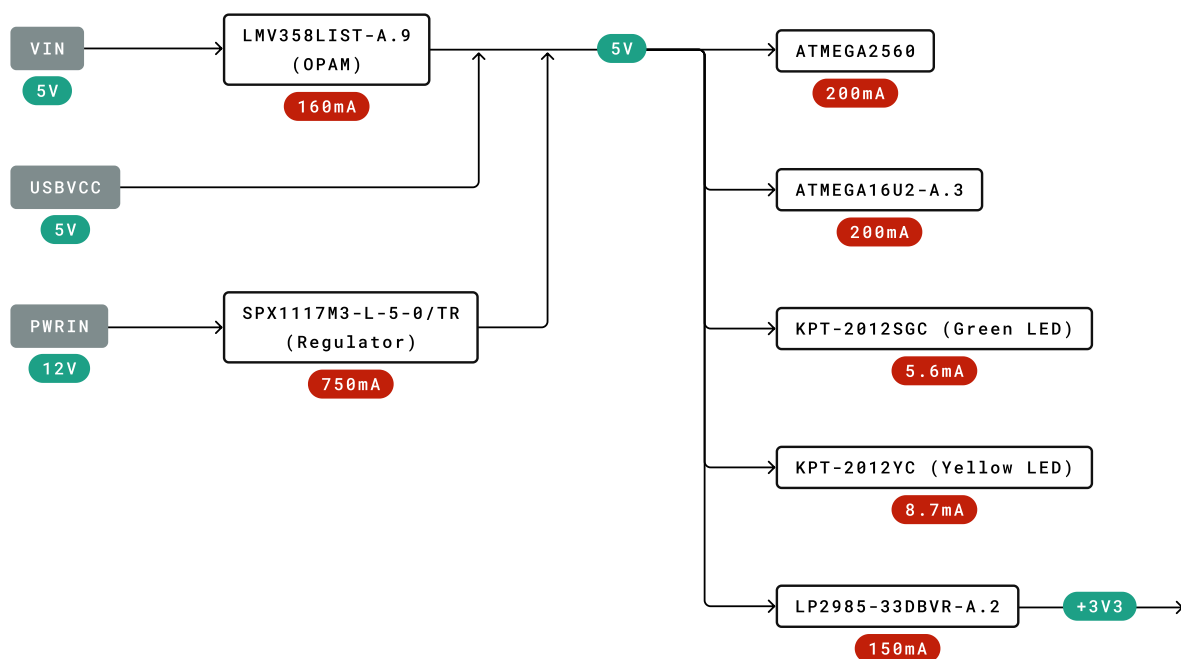 VIN
5V
LMV358LIST-A.9
(OPAM)
160mA
5V
ATMEGA2560
200mA
USBVCC
5V
ATMEGA16U2-A.3
200mA
PWRIN
12V
SPX1117M3-L-5-0/TR
(Regulator)
750mA
KPT-2012SGC (Green LED)
5.6mA
KPT-2012YC (Yellow LED)
8.7mA
LP2985-33DBVR-A.2
150mA
+3V3